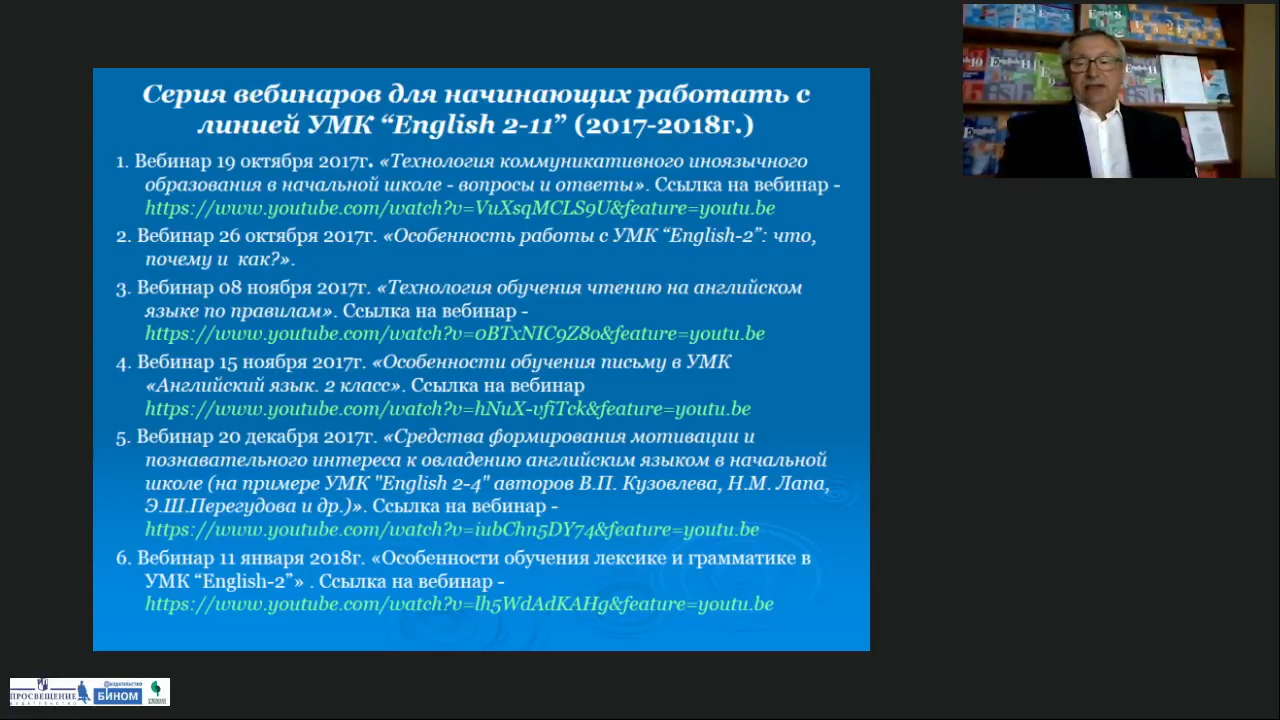 Серия вебинаров для начинающих работать с
линией УМК “English 2-11” (2017-2018г.)
1. Вебинар 19 октября 2017г. «Технология коммуникативного иноязычного
образования в начальной школе - вопросы и ответы». Ссылка на вебинар -
https://www.youtube.com/watch?v=VuXsqMCLS9U&feature=youtu.be
2. Вебинар 26 октября 2017г. «Особенность работы с УМК “English-2”: что,
почему и как?».
3. Вебинар 08 ноября 2017г. «Технология обучения чтению на английском
языке по правилам». Ссылка на вебинар -
https://www.youtube.com/watch?v=0BTxNIC9Z80&feature=youtu.be
4. Вебинар 15 ноября 2017г. «Особенности обучения письму в УМК
«Английский язык. 2 класс». Ссылка на вебинар
https://www.youtube.com/watch?v=hNuX-vfiTck&feature=youtu.be
5. Вебинар 20 декабря 2017г. «Средства формирования мотивации и
познавательного интереса к овладению английским языком в начальной
школе (на примере УМК "English 2-4" авторов В.П. Кузовлева, Н.М. Лапа,
Э.Ш.Перегудова и др.)». Ссылка на вебинар -
https://www.youtube.com/watch?v=iubChn5DY74&feature=youtu.be
6. Вебинар 11 января 2018г. «Особенности обучения лексике и грамматике в
УМК “English-2”» . Ссылка на вебинар -
https://www.youtube.com/watch?v=lh5WdAdKAHg&feature=youtu.be
ПРОСВЕЩЕНИЕ
ИЗДАТЕЛЬСТВО
ИЗДАТЕЛЬСТВО
БИНОМ
English